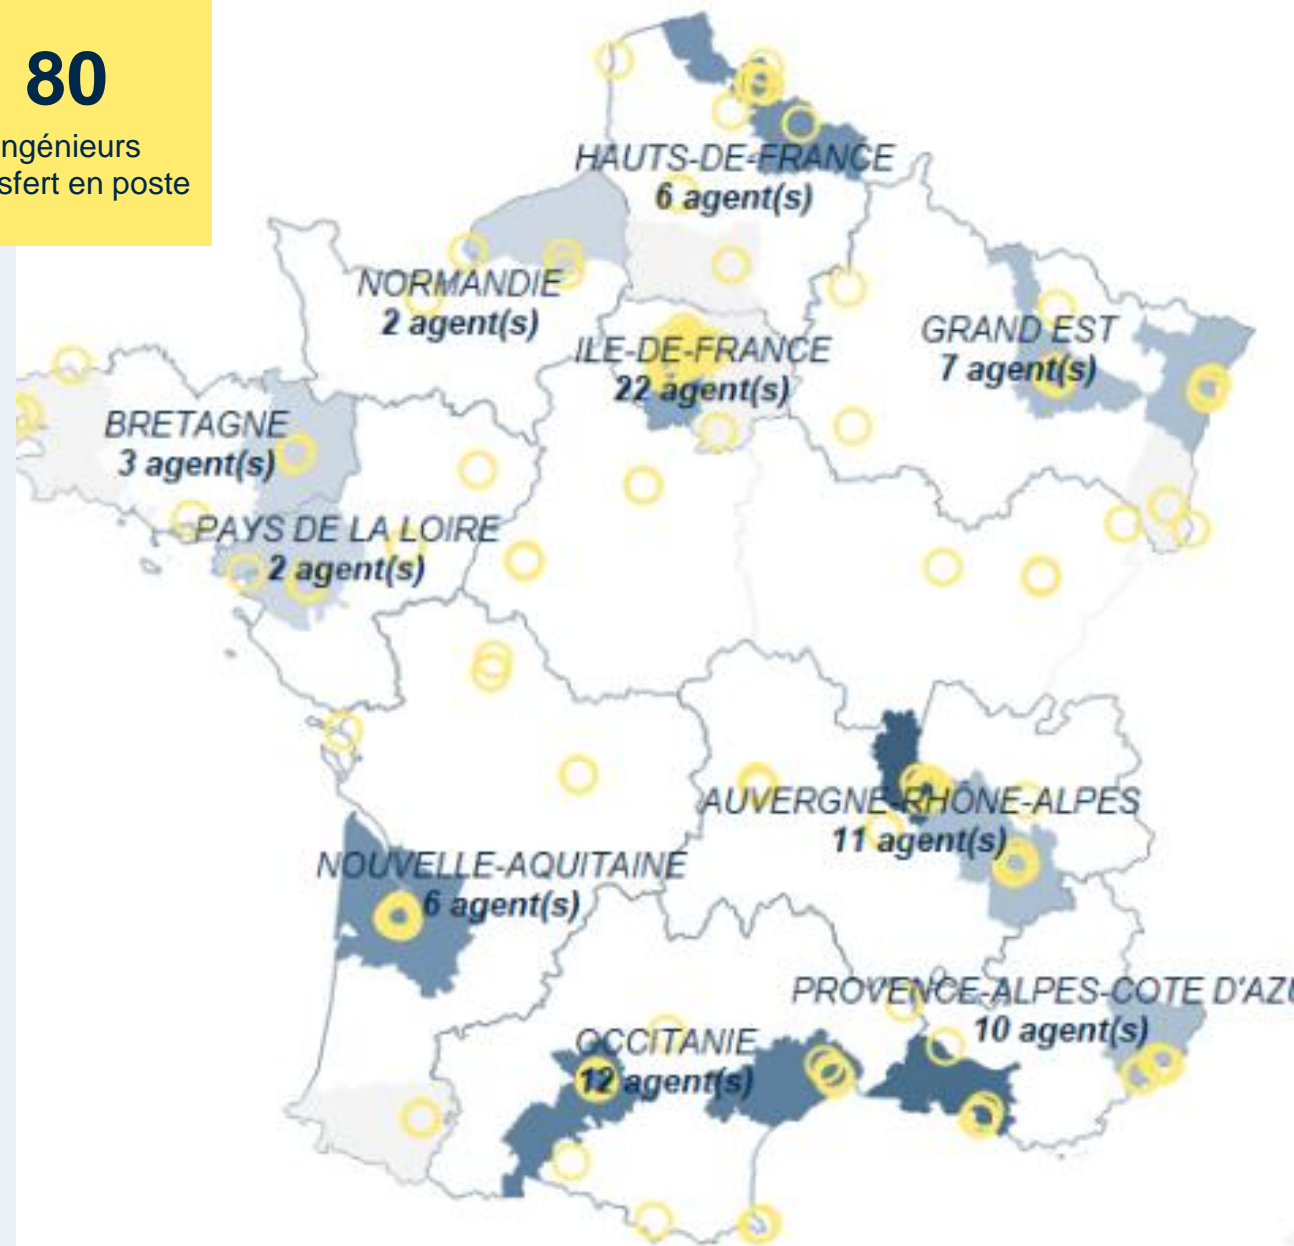 80
ngénieurs
sfert en poste
HAUTS-DE-FRANCE
6 agent(s)
NORMANDIE
2 agent(s)
ILE-DE-FRANCE
22 agent(s)
GRAND EST
7 agent(s)
BRETAGNE
3 agent(s)
PAYS DE LA LOIRE
2 agent(s)
AUVERGNE-RHÔNE-ALPES
11 agent(s)
NOUVELLE-AQUITAINE
6 agent(s)
PROVENCE-ALPES-COTE D'AZU
10 agent(s)
OCCITANIE
12 agent(s)